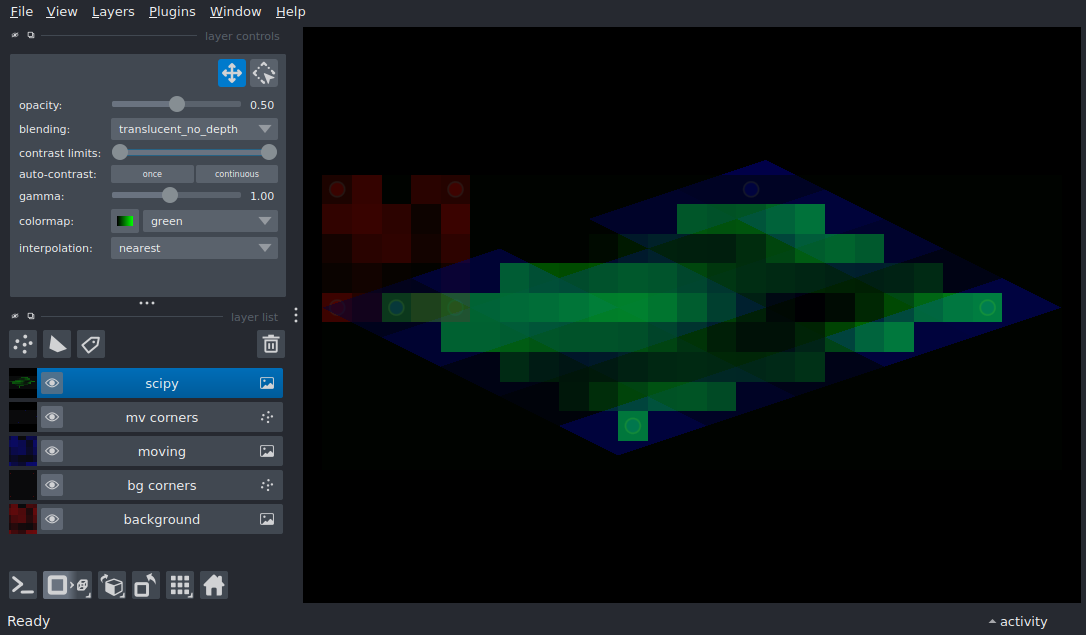 File View Layers Plugins Window Help
layer controls
opacity: 0.50
blending: translucent_no_depth
contrast limits:
auto-contrast: once continuous
gamma: 1.00
colormap: green
interpolation: nearest
layer list
scipy
mv corners
moving
bg corners
background
Ready activity